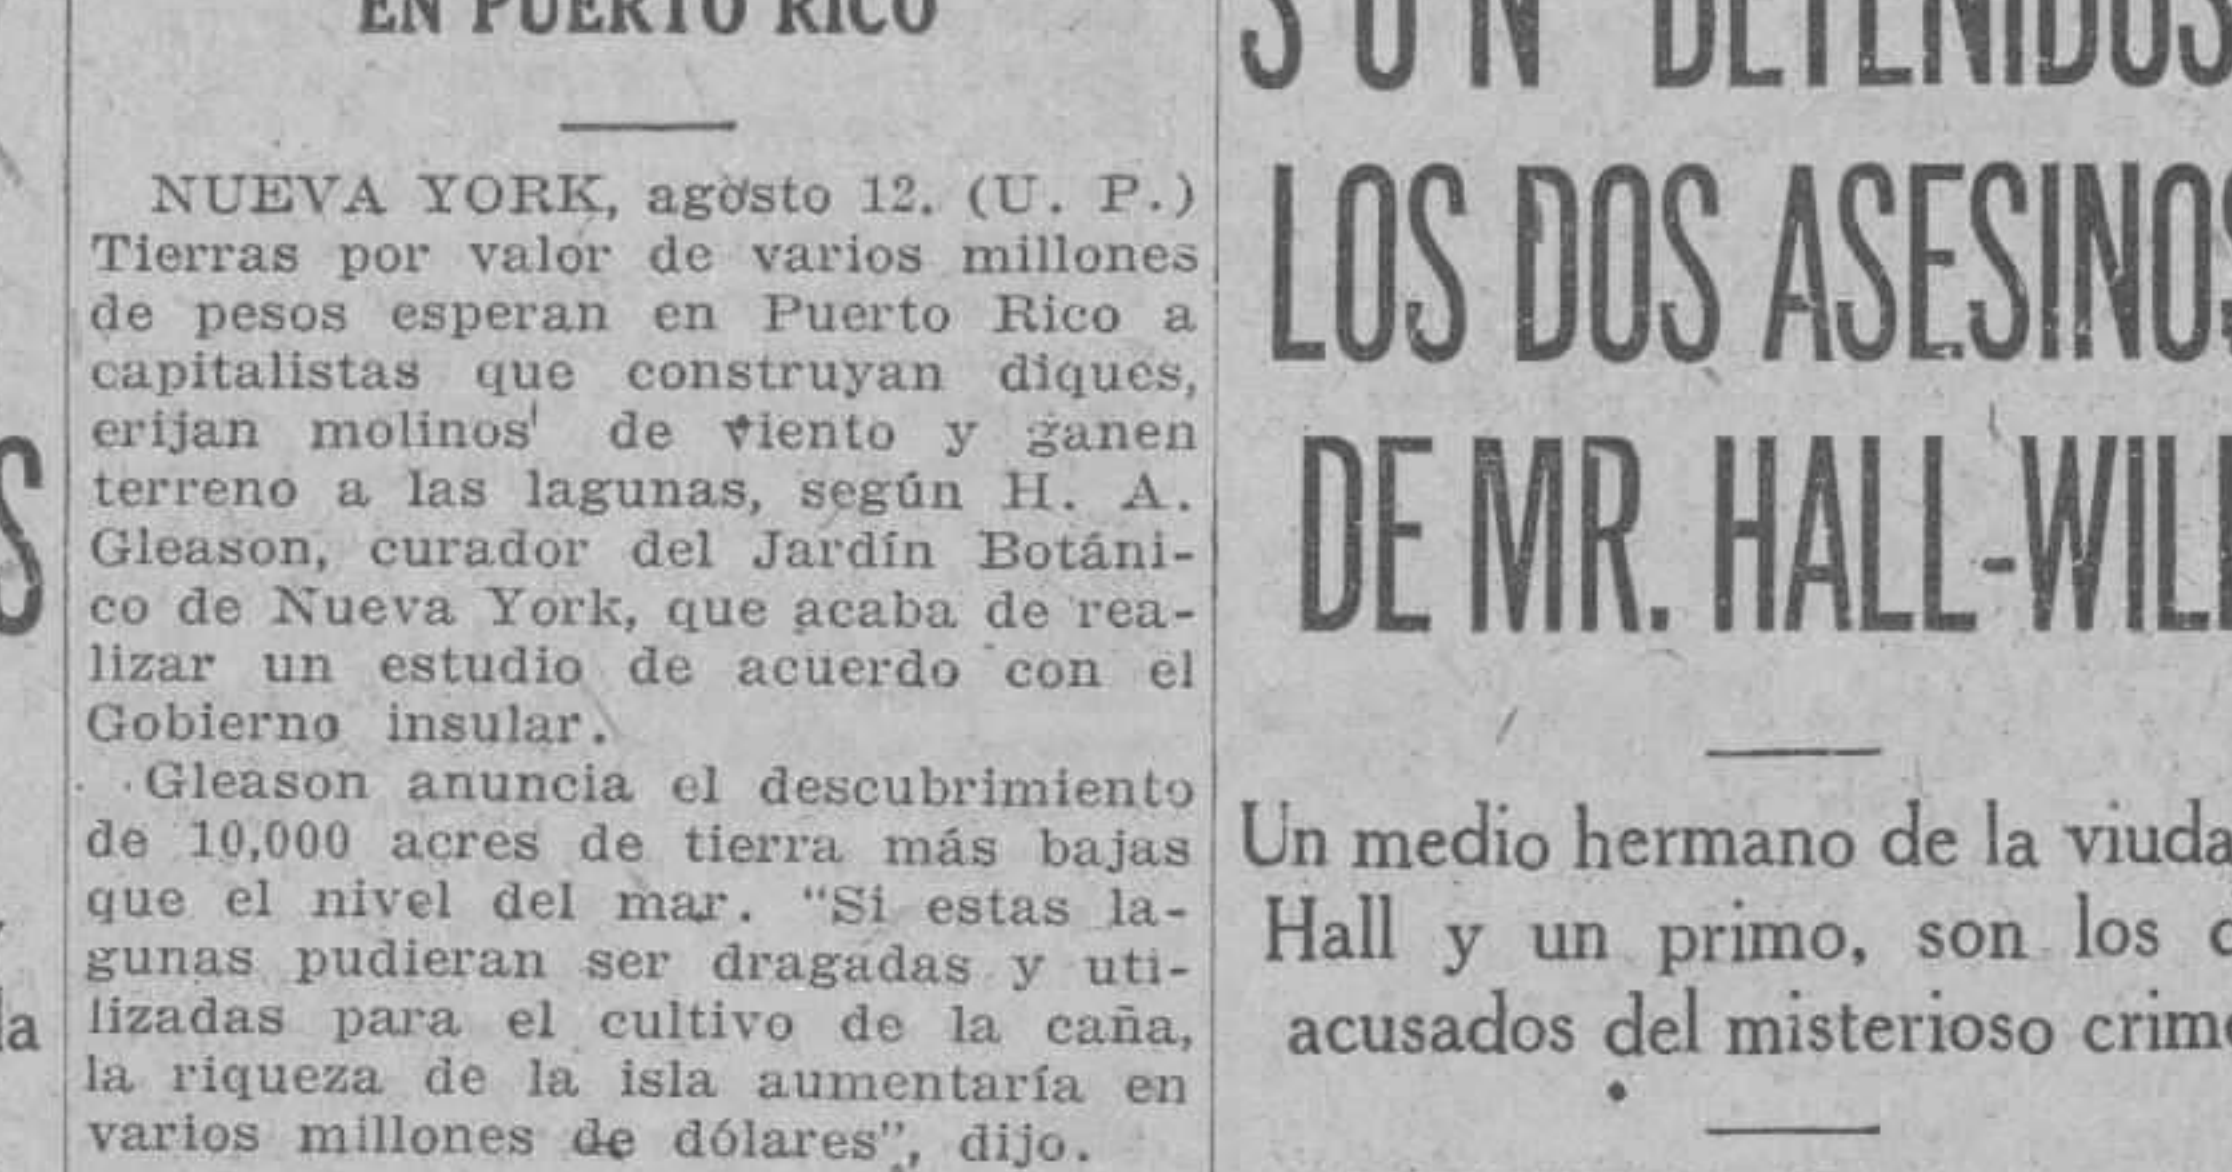 EN PUERTO RICO
NUEVA YORK, agosto 12. (U. P.)
Tierras por valor de varios millones
de pesos esperan en Puerto Rico a
capitalistas que construyan diques,
erijan molinos de viento y ganen
terreno a las lagunas, según H. A.
Gleason, curador del Jardín Botáni-
co de Nueva York, que acaba de rea-
lizar un estudio de acuerdo con el
Gobierno insular.
Gleason anuncia el descubrimiento
de 10,000 acres de tierra más bajas
que el nivel del mar. "Si estas la-
gunas pudieran ser dragadas y uti-
lizadas para el cultivo de la caña,
la riqueza de la isla aumentaría en
varios millones de dólares", dijo.
SON DETENIDOS
LOS DOS ASESINOS
DE MR. HALL-WILL
Un medio hermano de la viuda
Hall y un primo, son los
acusados del misterioso crim